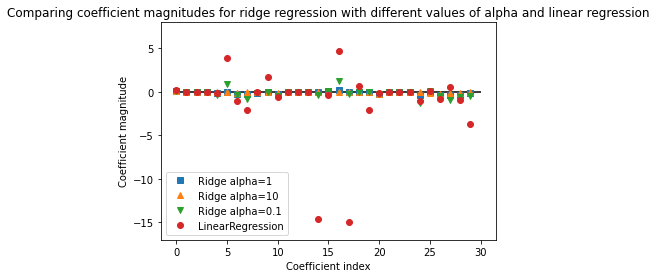 Comparing coefficient magnitudes for ridge regression with different values of alpha and linear regression
5
0
−5
−10
−15
Coefficient magnitude
Ridge alpha=1
Ridge alpha=10
Ridge alpha=0.1
LinearRegression
0 5 10 15 20 25 30
Coefficient index